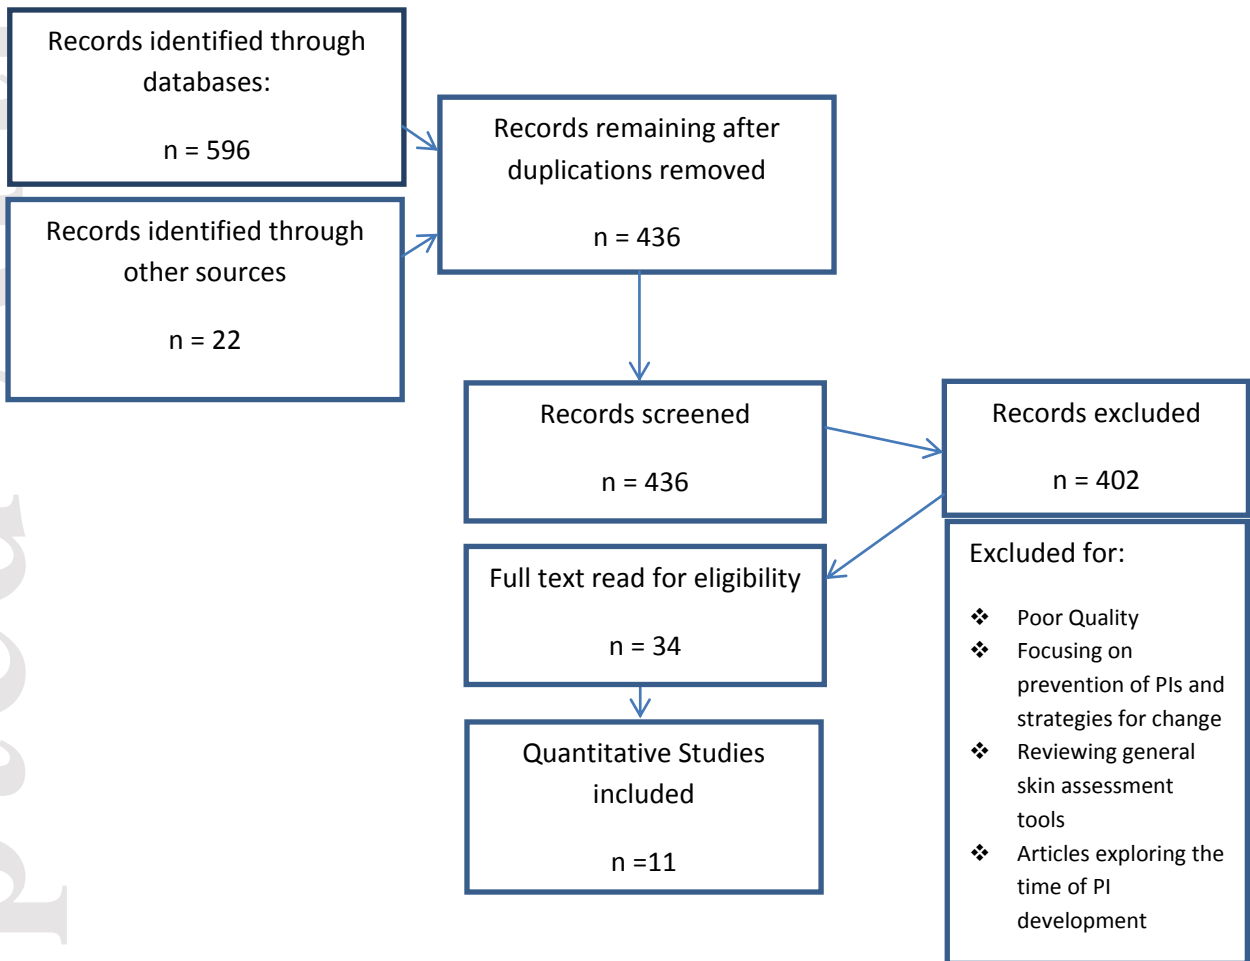 Records identified through
databases:
n = 596
Records identified through
other sources
n = 22
Records remaining after
duplications removed
n = 436
Records screened
n = 436
Records excluded
n = 402
Excluded for:
❖ Poor Quality
❖ Focusing on
prevention of PIs and
strategies for change
❖ Reviewing general
skin assessment
tools
❖ Articles exploring the
time of PI
development
Full text read for eligibility
n = 34
Quantitative Studies
included
n =11